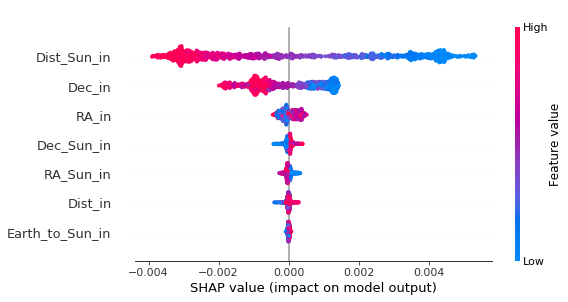 High
Dist_Sun_in
Dec_in
RA_in
Dec_Sun_in
RA_Sun_in
Dist_in
Earth_to_Sun_in
Feature value
Low
−0.004 −0.002 0.000 0.002 0.004
SHAP value (impact on model output)